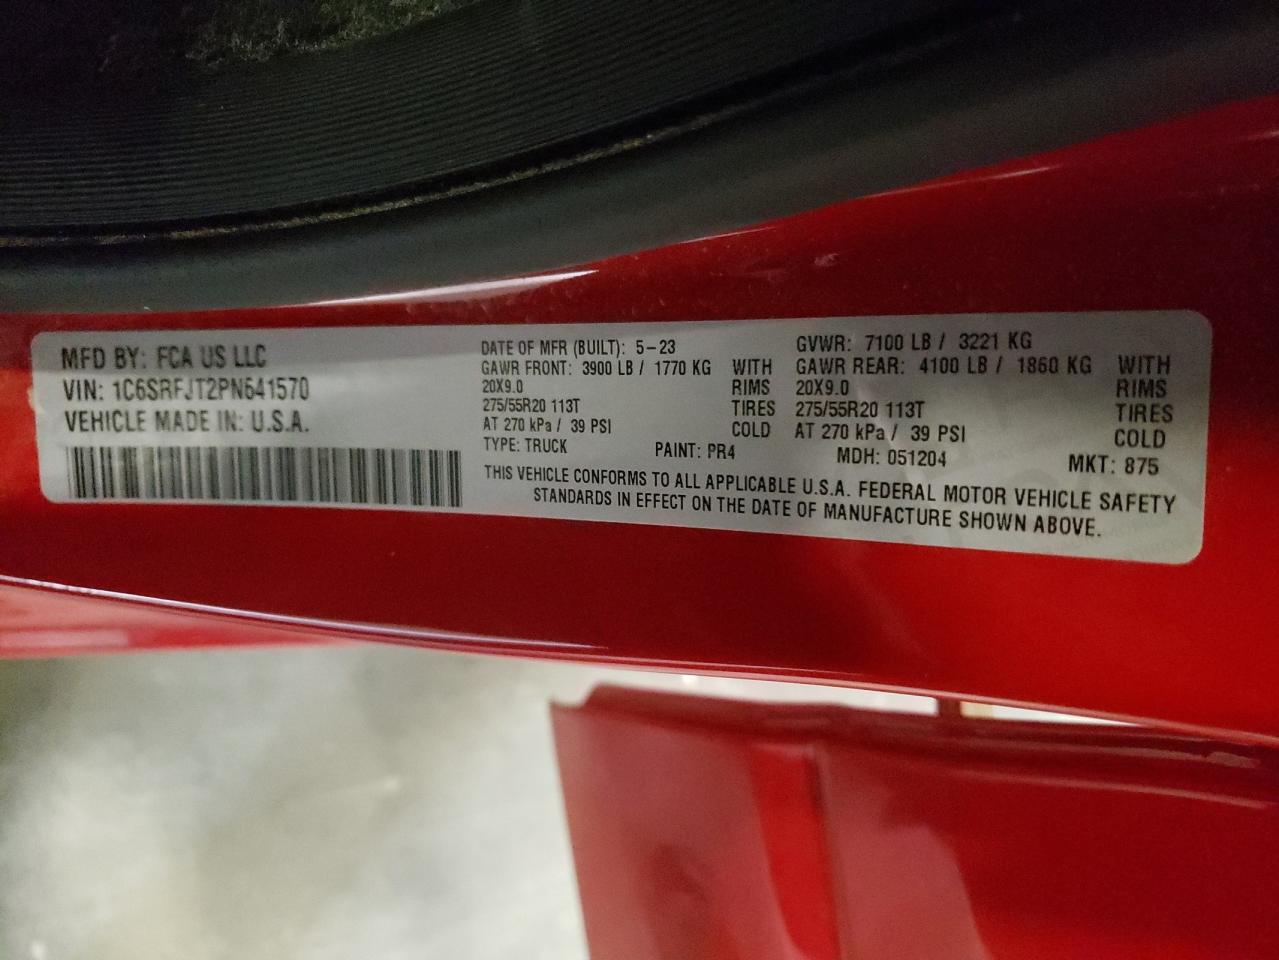 MFD BY: FCA US LLC
VIN: 1C6SRFJT2PN641570
VEHICLE MADE IN: U.S.A.
DATE OF MFR (BUILT): 5-23
GAWR FRONT: 3900 LB / 1770 KG WITH
20X9.0 RIMS
275/55R20 113T TIRES
AT 270 kPa / 39 PSI COLD
TYPE: TRUCK PAINT: PR4
GVWR: 7100 LB / 3221 KG
GAWR REAR: 4100 LB / 1860 KG WITH
20X9.0 RIMS
275/55R20 113T TIRES
AT 270 kPa / 39 PSI COLD
MDH: 051204 MKT: 875
THIS VEHICLE CONFORMS TO ALL APPLICABLE U.S.A. FEDERAL MOTOR VEHICLE SAFETY
STANDARDS IN EFFECT ON THE DATE OF MANUFACTURE SHOWN ABOVE.